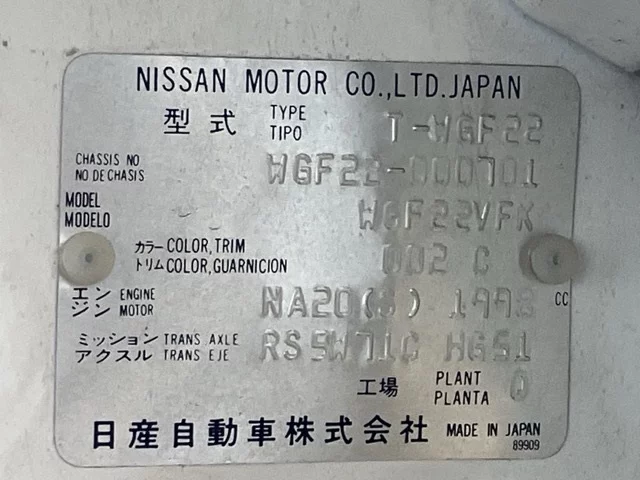 NISSAN MOTOR CO.,LTD.JAPAN
型式 TYPE TIPO T-WGF22
CHASSIS NO NO DE CHASIS WGF22-000701
MODEL MODELO WGF22VFK
カラー COLOR, TRIM トリム COLOR, GUARNICION 002 C
エンジン ENGINE MOTOR NA20(S) 1998 CC
ミッション TRANS AXLE アクスル TRANS EJE RS5W71C HG51
工場 PLANT PLANTA 0
日産自動車株式会社 MADE IN JAPAN
89909